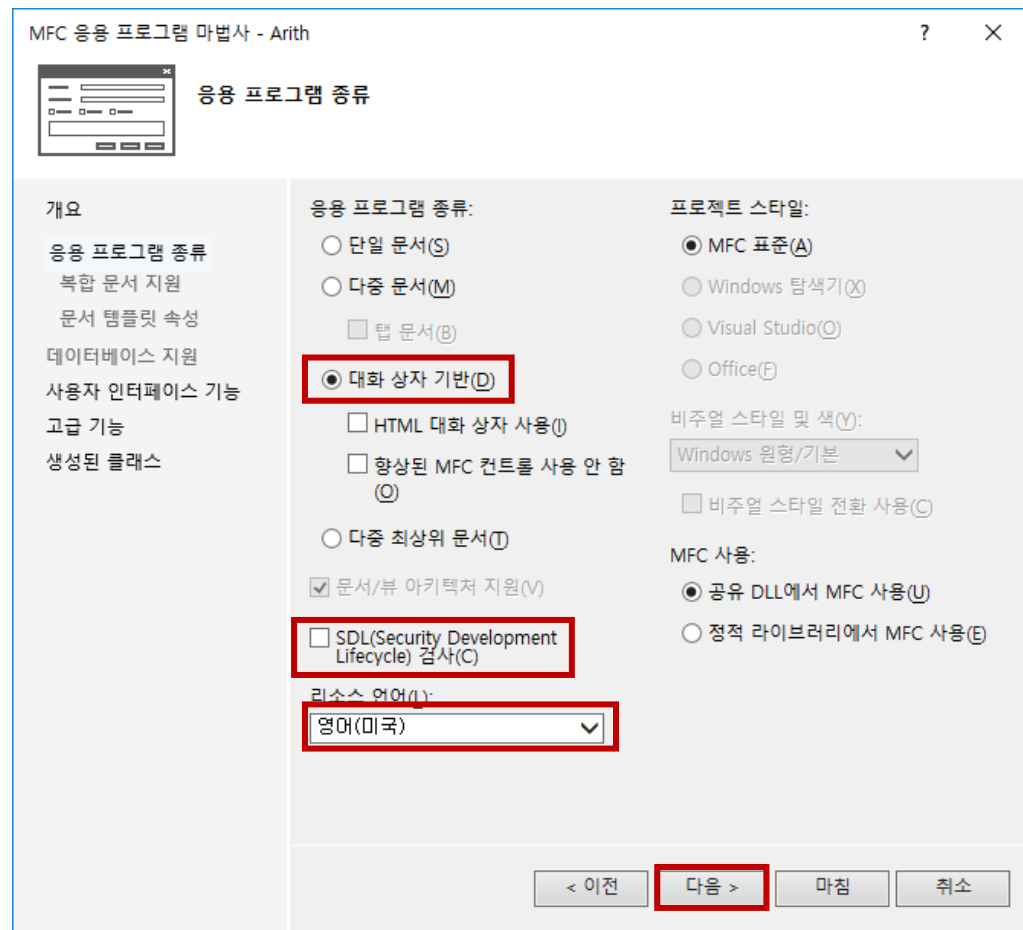 MFC 응용 프로그램 마법사 - Arith
응용 프로그램 종류
개요
응용 프로그램 종류
복합 문서 지원
문서 템플릿 속성
데이터베이스 지원
사용자 인터페이스 기능
고급 기능
생성된 클래스
응용 프로그램 종류:
단일 문서(S)
다중 문서(M)
탭 문서(B)
대화 상자 기반(D)
HTML 대화 상자 사용(I)
향상된 MFC 컨트롤 사용 안 함
(O)
다중 최상위 문서(T)
문서/뷰 아키텍처 지원(V)
SDL(Security Development
Lifecycle) 검사(C)
리소스 언어(L):
영어(미국)
프로젝트 스타일:
MFC 표준(A)
Windows 탐색기(X)
Visual Studio(O)
Office(F)
비주얼 스타일 및 색(Y):
Windows 원형/기본
비주얼 스타일 전환 사용(C)
MFC 사용:
공유 DLL에서 MFC 사용(U)
정적 라이브러리에서 MFC 사용(E)
< 이전
다음 >
마침
취소